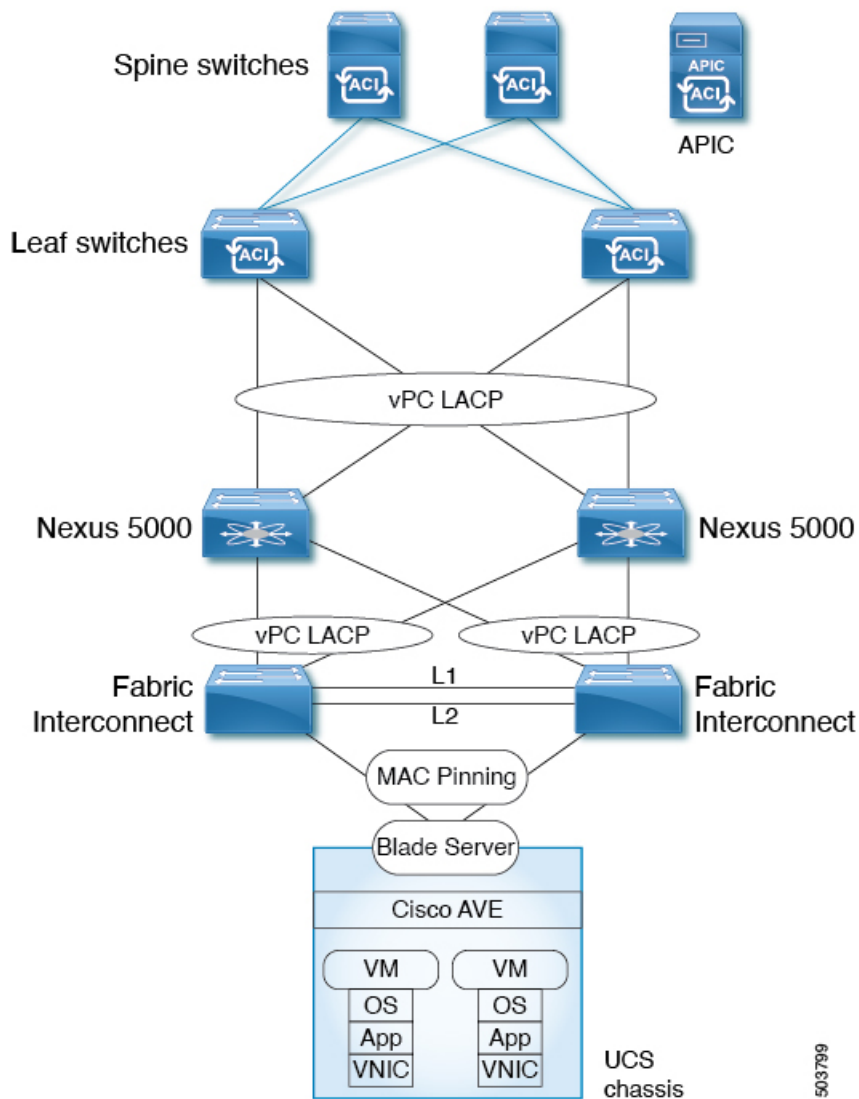 Spine switches
ACI
ACI
APIC
ACI
APIC
Leaf switches
ACI
ACI
vPC LACP
Nexus 5000
Nexus 5000
vPC LACP
vPC LACP
Fabric
Interconnect
L1
L2
Fabric
Interconnect
MAC Pinning
Blade Server
Cisco AVE
VM
VM
OS
OS
App
App
VNIC
VNIC
UCS
chassis
503799